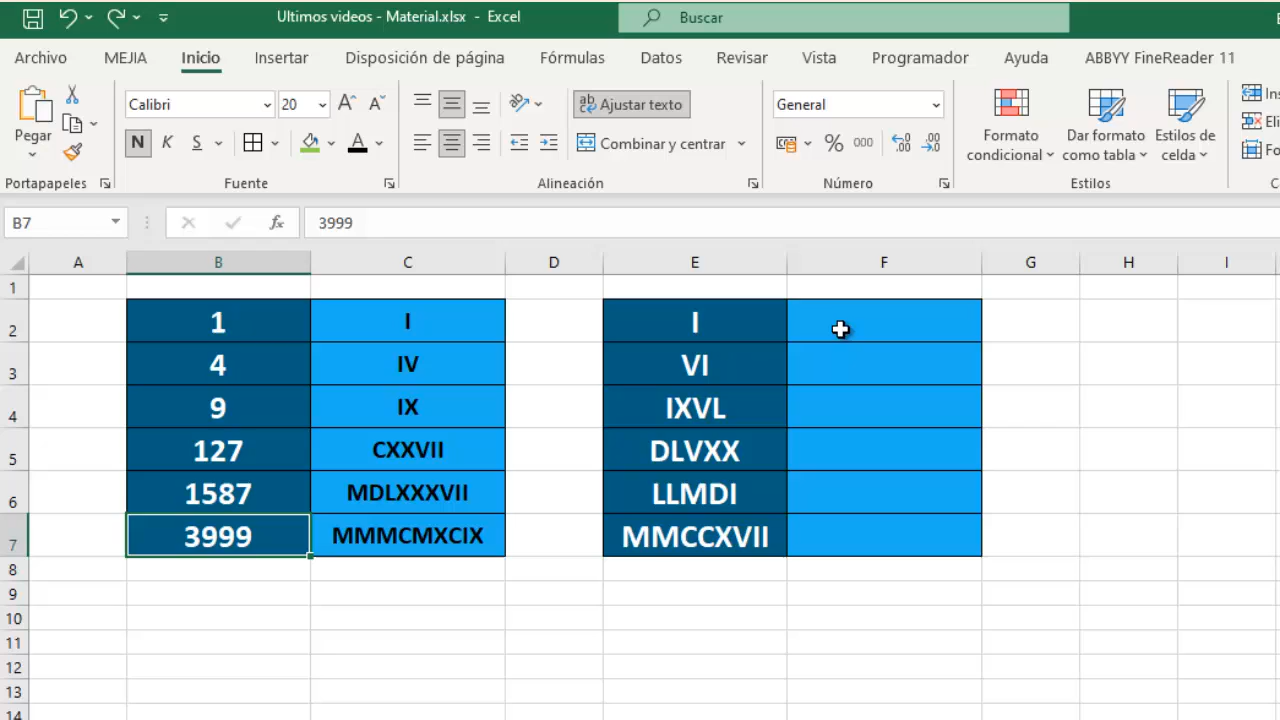 Ultimos videos - Material.xlsx - Excel
Buscar
Archivo MEJIA Inicio Insertar Disposición de página Fórmulas Datos Revisar Vista Programador Ayuda ABBYY FineReader 11
Pegar
Calibri 20
N K S
A
ab Ajustar texto
Combinar y centrar
General
% 000
Formato condicional
Dar formato como tabla
Estilos de celda
Portapapeles Fuente Alineación Número Estilos
B7 fx 3999
A B C D E F G H I
1
2 1 I I
3 4 IV VI
4 9 IX IXVL
5 127 CXXVII DLVXX
6 1587 MDLXXXVII LLMDI
7 3999 MMMCMXCIX MMCCXVII
8
9
10
11
12
13
14